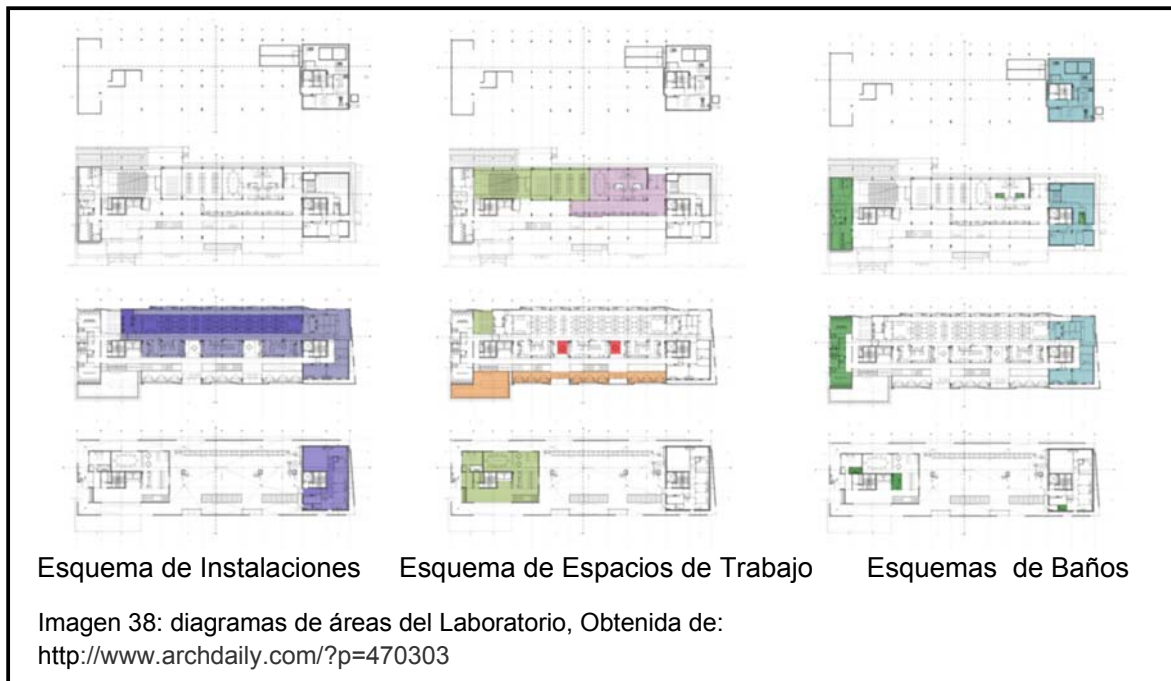 Esquema de Instalaciones
Esquema de Espacios de Trabajo
Esquemas de Baños
Imagen 38: diagramas de áreas del Laboratorio, Obtenida de:
http://www.archdaily.com/?p=470303